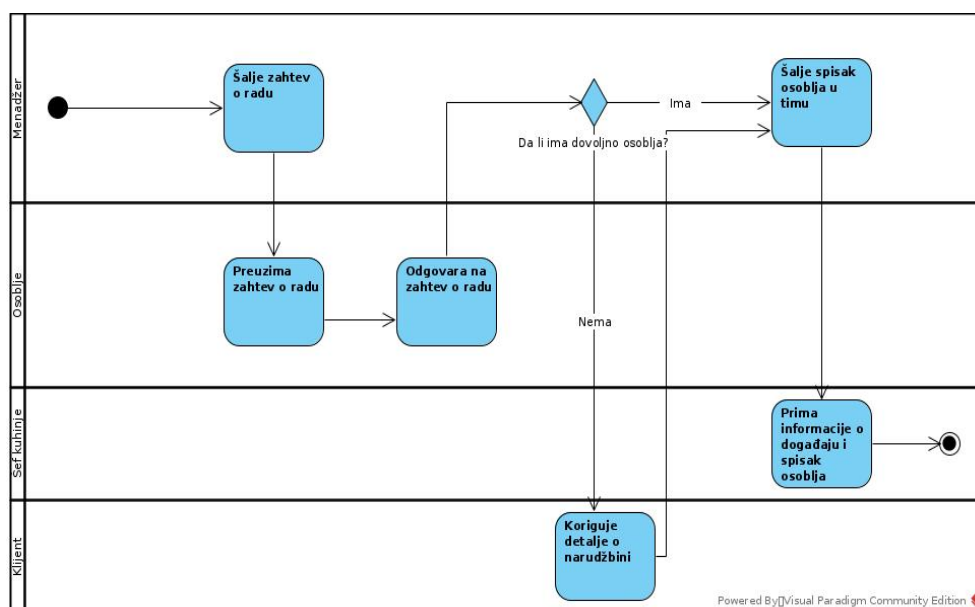 Menadžer
Šalje zahtev
o radu
Da li ima dovoljno osoblja?
Ima
Šalje spisak
osoblja u
timu
Osoblje
Preuzima
zahtev o radu
Odgovara na
zahtev o radu
Nema
Šef kuhinje
Prima
informacije o
događaju i
spisak
osoblja
Klijent
Koriguje
detalje o
narudžbini
Powered By Visual Paradigm Community Edition